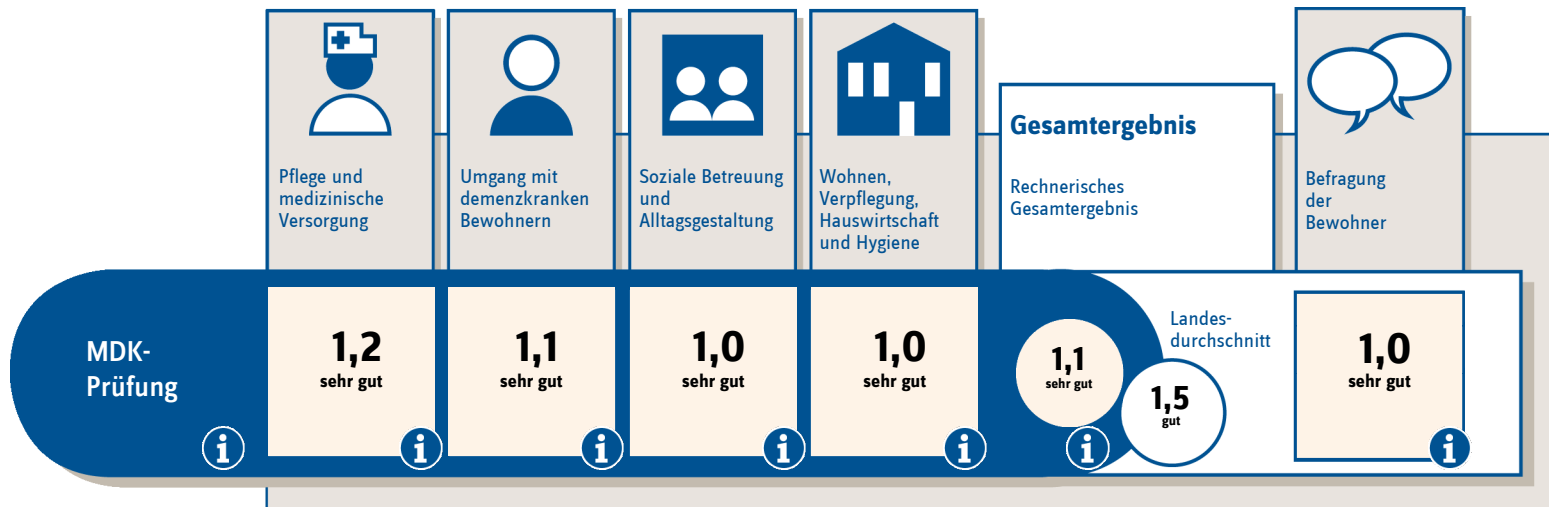 Pflege und
medizinische
Versorgung
Umgang mit
demenzkranken
Bewohnern
Soziale Betreuung
und
Alltagsgestaltung
Wohnen,
Verpflegung,
Hauswirtschaft
und Hygiene
Gesamtergebnis
Rechnerisches
Gesamtergebnis
Befragung
der
Bewohner
MDK-
Prüfung
i
1,2
sehr gut
i
1,1
sehr gut
i
1,0
sehr gut
i
1,0
sehr gut
i
1,1
sehr gut
i
Landes-
durchschnitt
1,5
gut
1,0
sehr gut
i